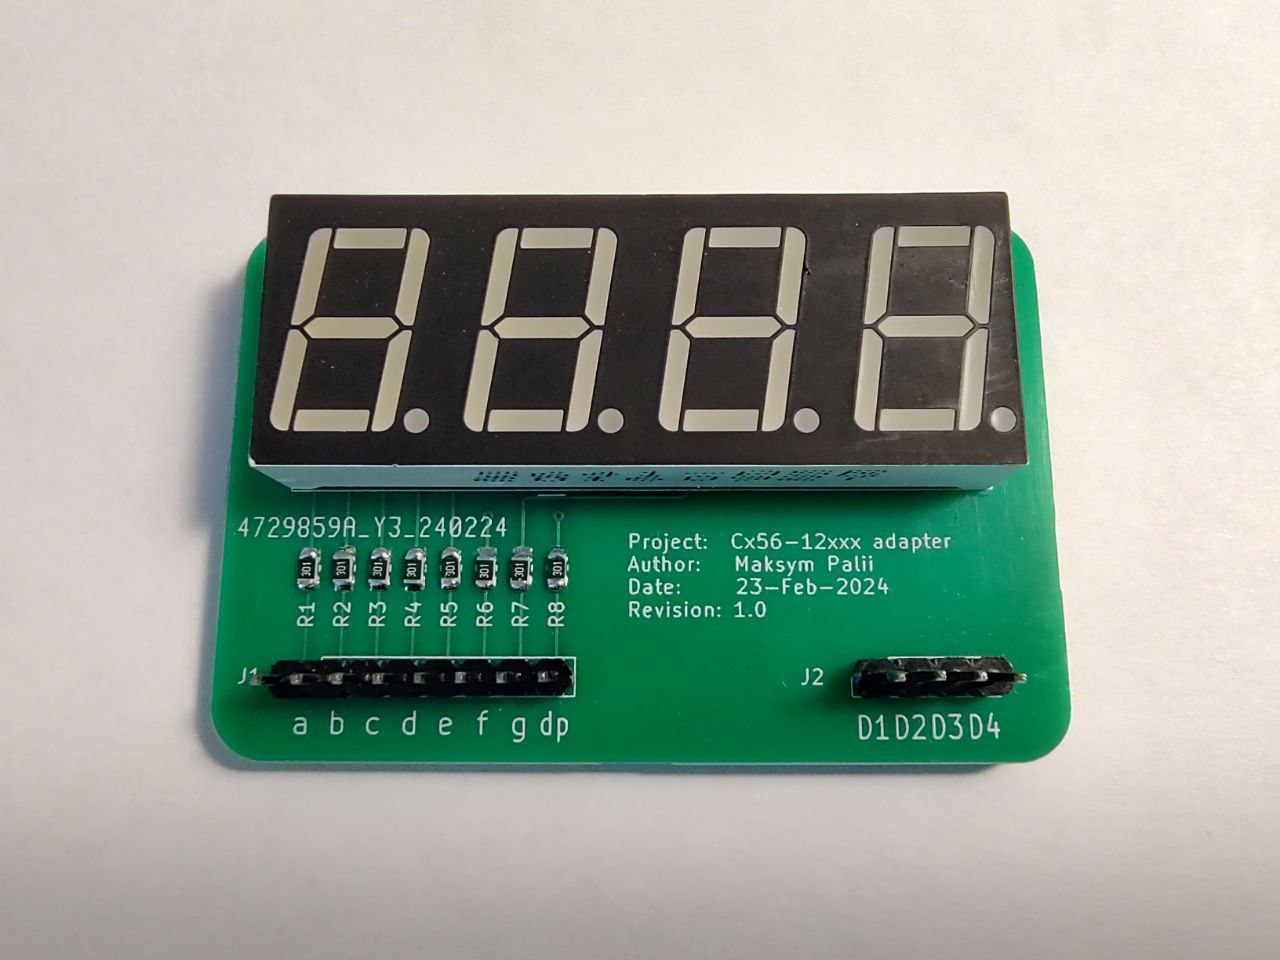 4729859A_Y3_240224
Project: Cx56-12xxx adapter
Author: Maksym Palii
Date: 23-Feb-2024
Revision: 1.0
301 301 301 301 301 301 301 301
R1 R2 R3 R4 R5 R6 R7 R8
J1
J2
a b c d e f g dp
D1D2D3D4